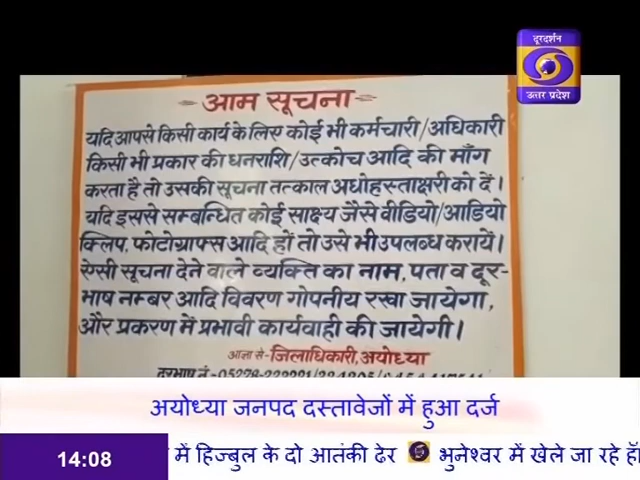 दूरदर्शन
उत्तर प्रदेश
आम सूचना
यदि आपसे किसी कार्य के लिए कोई भी कर्मचारी/अधिकारी
किसी भी प्रकार की धनराशि/उत्कोच आदि की माँग
करता है तो उसकी सूचना तत्काल अधोहस्ताक्षरी को दें।
यदि इससे सम्बन्धित कोई साक्ष्य जैसे वीडियो/आडियो
क्लिप, फोटोग्राफ्स आदि हों तो उसे भी उपलब्ध करायें।
ऐसी सूचना देने वाले व्यक्ति का नाम, पता व दूर-
भाष नम्बर आदि विवरण गोपनीय रखा जायेगा,
और प्रकरण में प्रभावी कार्यवाही की जायेगी।
आज्ञा से- जिलाधिकारी, अयोध्या
दूरभाष नं-
अयोध्या जनपद दस्तावेजों में हुआ दर्ज
14:08
में हिज्बुल के दो आतंकी ढेर भुनेश्वर में खेले जा रहे